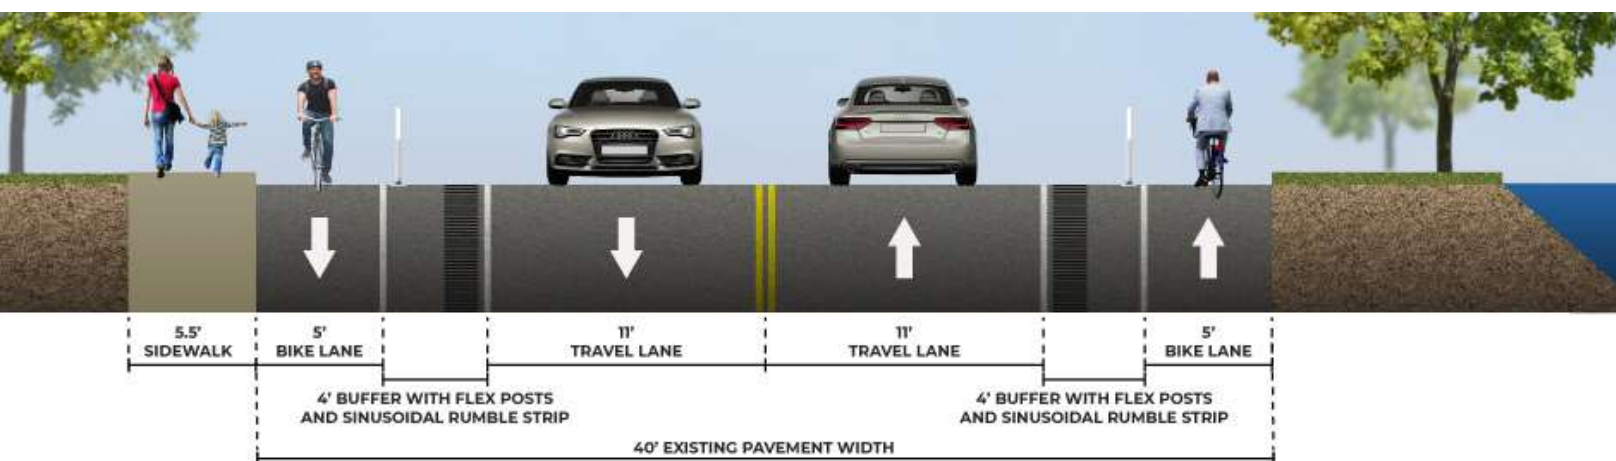 5.5'
SIDEWALK
5'
BIKE LANE
11'
TRAVEL LANE
11'
TRAVEL LANE
5'
BIKE LANE
4' BUFFER WITH FLEX POSTS
AND SINUSOIDAL RUMBLE STRIP
4' BUFFER WITH FLEX POSTS
AND SINUSOIDAL RUMBLE STRIP
40' EXISTING PAVEMENT WIDTH